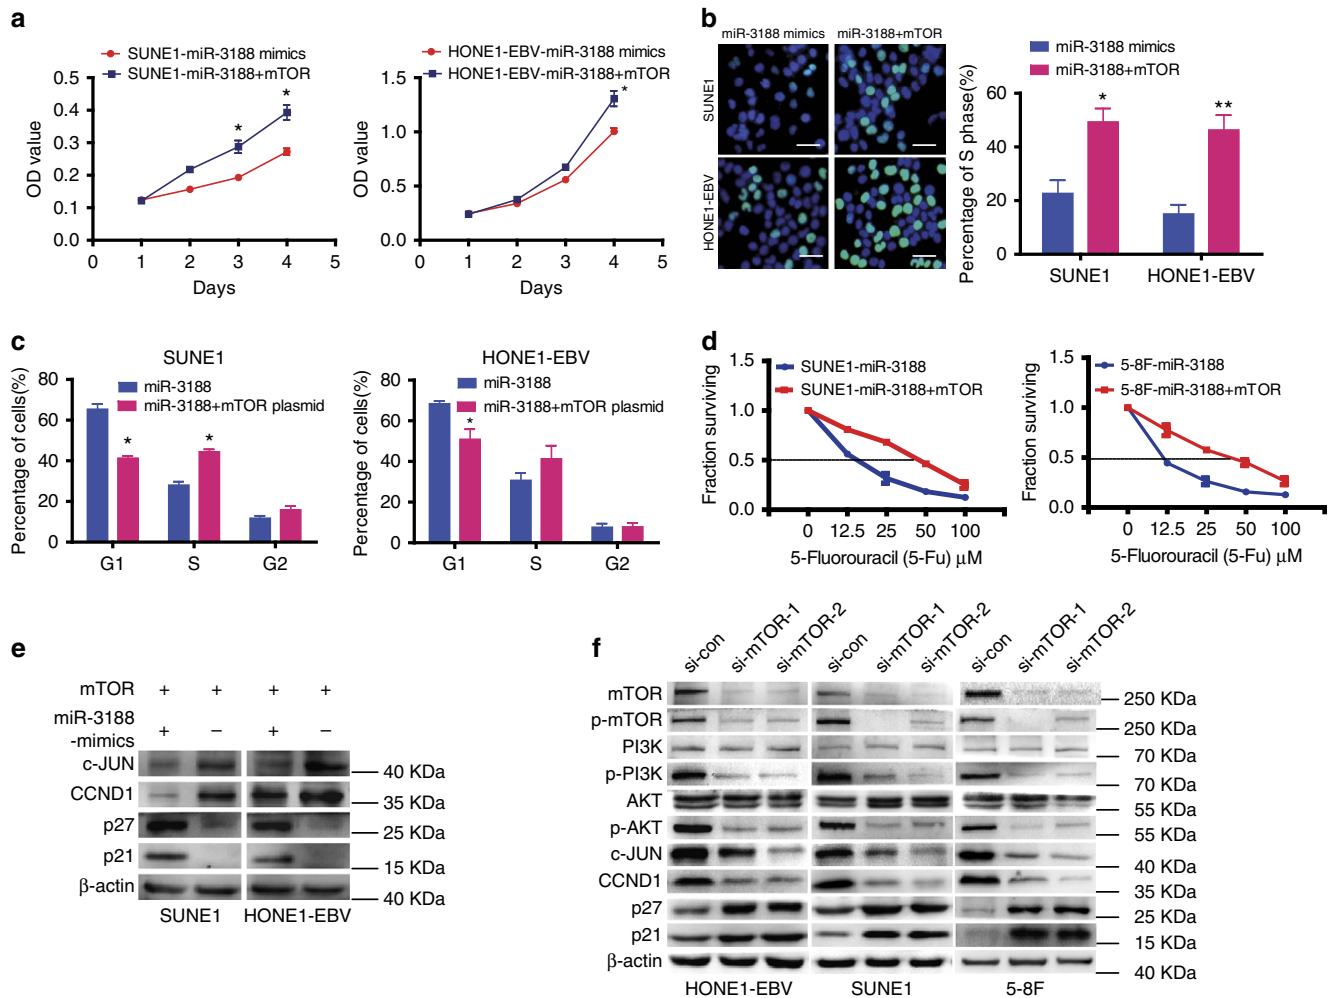 a
SUNE1-miR-3188 mimics
SUNE1-miR-3188+mTOR
0.5
0.4
0.3
0.2
0.1
0.0
OD value
*
*
0 1 2 3 4 5
Days
HONE1-EBV-miR-3188 mimics
HONE1-EBV-miR-3188+mTOR
1.5
1.0
0.5
0.0
OD value
*
0 1 2 3 4 5
Days
b
miR-3188 mimics miR-3188+mTOR
SUNE1
HONE1-EBV
miR-3188 mimics
miR-3188+mTOR
60
40
20
0
Percentage of S phase(%)
*
**
SUNE1 HONE1-EBV
c
SUNE1
miR-3188
miR-3188+mTOR plasmid
80
60
40
20
0
Percentage of cells(%)
*
*
G1 S G2
HONE1-EBV
miR-3188
miR-3188+mTOR plasmid
80
60
40
20
0
Percentage of cells(%)
*
G1 S G2
d
SUNE1-miR-3188
SUNE1-miR-3188+mTOR
1.5
1.0
0.5
0.0
Fraction surviving
0 12.5 25 50 100
5-Fluorouracil (5-Fu) μM
5-8F-miR-3188
5-8F-miR-3188+mTOR
1.5
1.0
0.5
0.0
Fraction surviving
0 12.5 25 50 100
5-Fluorouracil (5-Fu) μM
e
mTOR + + + +
miR-3188
-mimics + – + –
c-JUN 40 KDa
CCND1 35 KDa
p27 25 KDa
p21 15 KDa
β-actin 40 KDa
SUNE1 HONE1-EBV
f
si-con si-mTOR-1 si-mTOR-2 si-con si-mTOR-1 si-mTOR-2 si-con si-mTOR-1 si-mTOR-2
mTOR 250 KDa
p-mTOR 250 KDa
PI3K 70 KDa
p-PI3K 70 KDa
AKT 55 KDa
p-AKT 55 KDa
c-JUN 40 KDa
CCND1 35 KDa
p27 25 KDa
p21 15 KDa
β-actin 40 KDa
HONE1-EBV SUNE1 5-8F